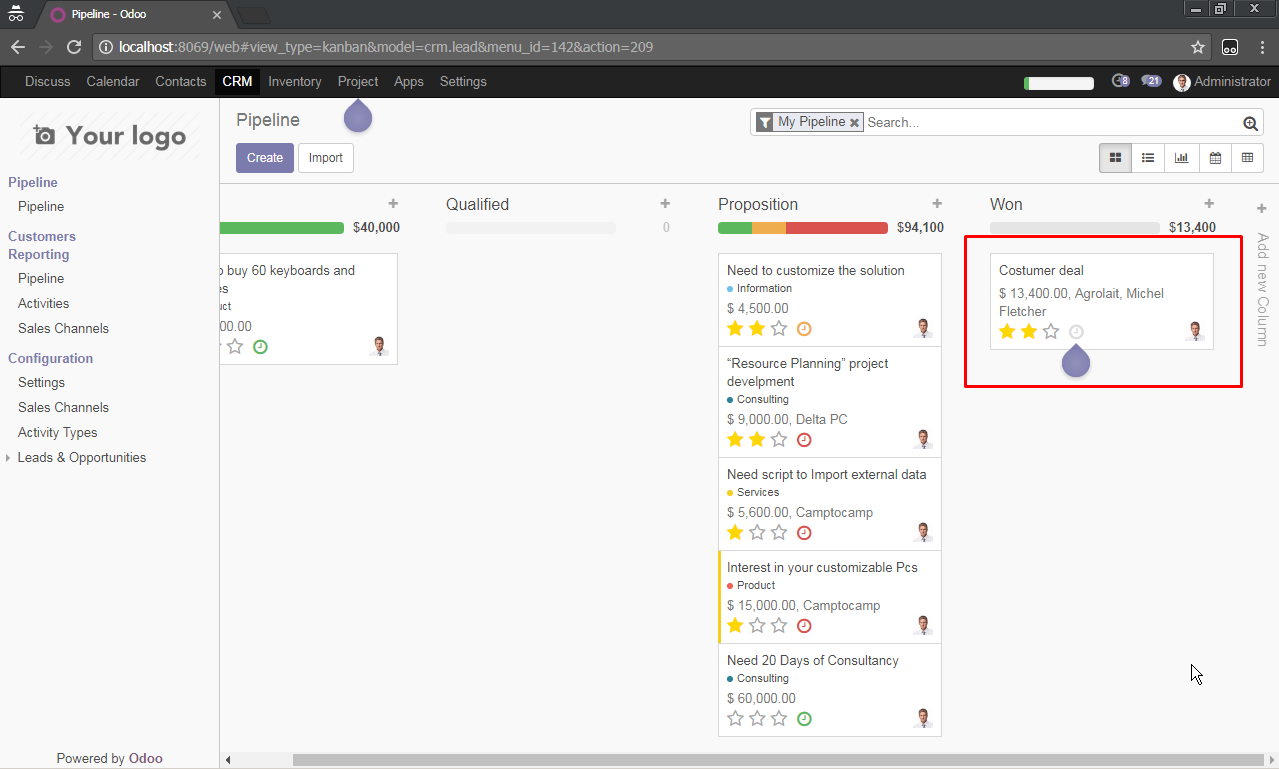 Pipeline - Odoo
localhost:8069/web#view_type=kanban&model=crm.lead&menu_id=142&action=209
Discuss Calendar Contacts CRM Inventory Project Apps Settings 8 21 Administrator
Your logo
Pipeline
Pipeline
Customers
Reporting
Pipeline
Activities
Sales Channels
Configuration
Settings
Sales Channels
Activity Types
Leads & Opportunities
Powered by Odoo
Pipeline
My Pipeline Search...
Create Import
$40,000
o buy 60 keyboards and
es
uct
00.00
Qualified
0
Proposition
$94,100
Need to customize the solution
Information
$ 4,500.00
“Resource Planning” project
develpment
Consulting
$ 9,000.00, Delta PC
Need script to Import external data
Services
$ 5,600.00, Camptocamp
Interest in your customizable Pcs
Product
$ 15,000.00, Camptocamp
Need 20 Days of Consultancy
Consulting
$ 60,000.00
Won
$13,400
Costumer deal
$ 13,400.00, Agrolait, Michel
Fletcher
Add new Column